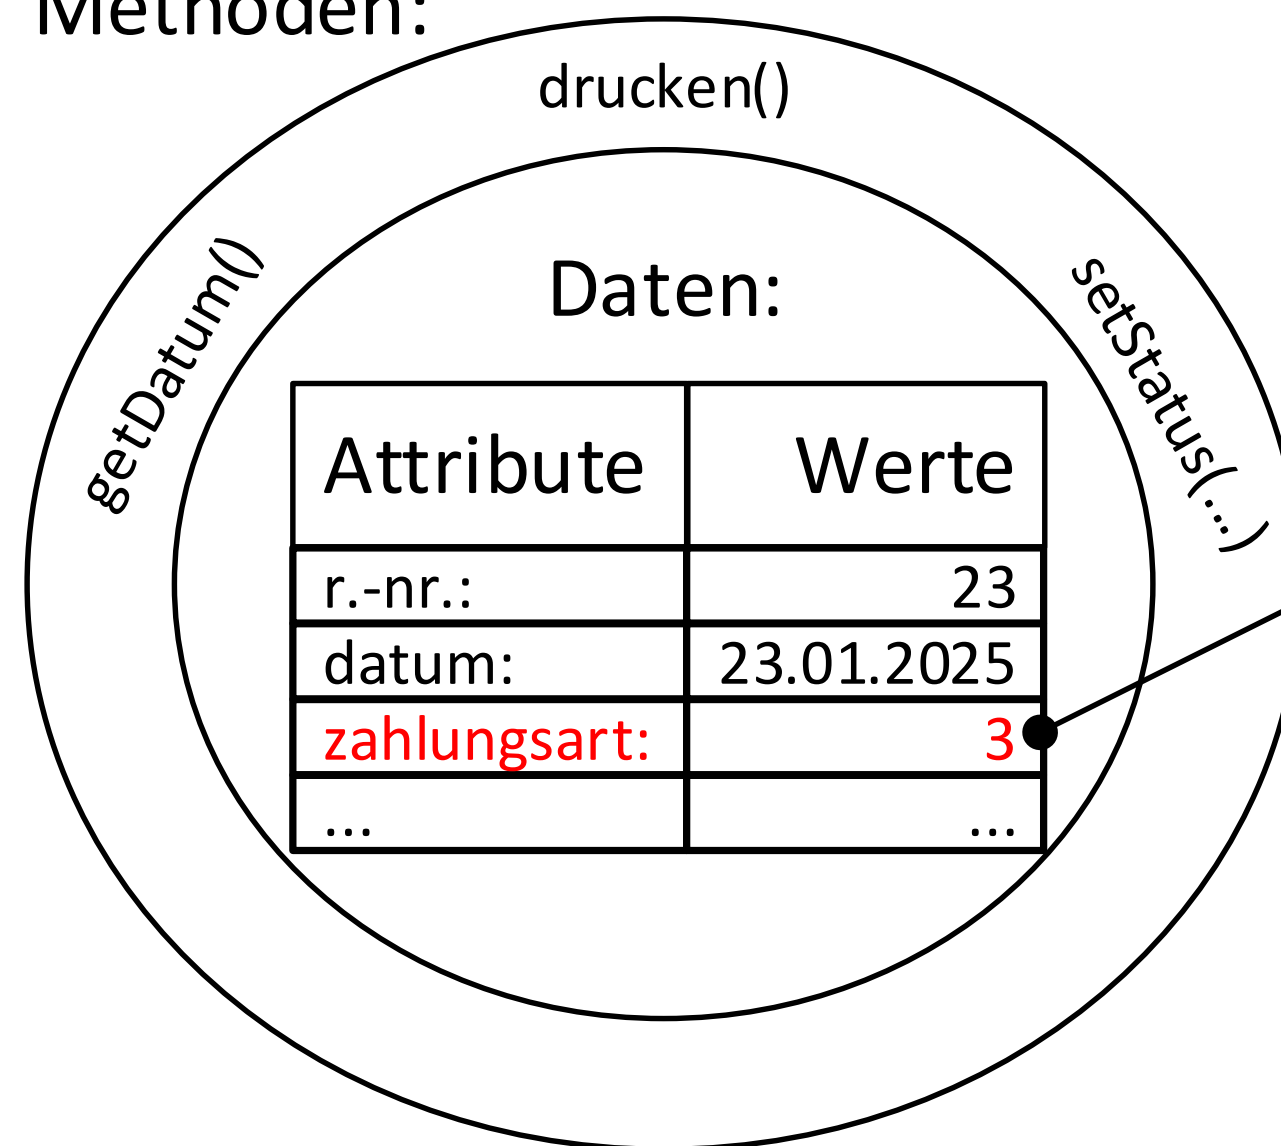 Methoden:
drucken()
getDatum()
setStatus(...)
Daten:
Attribute Werte
r.-nr.: 23
datum: 23.01.2025
zahlungsart: 3
... ...